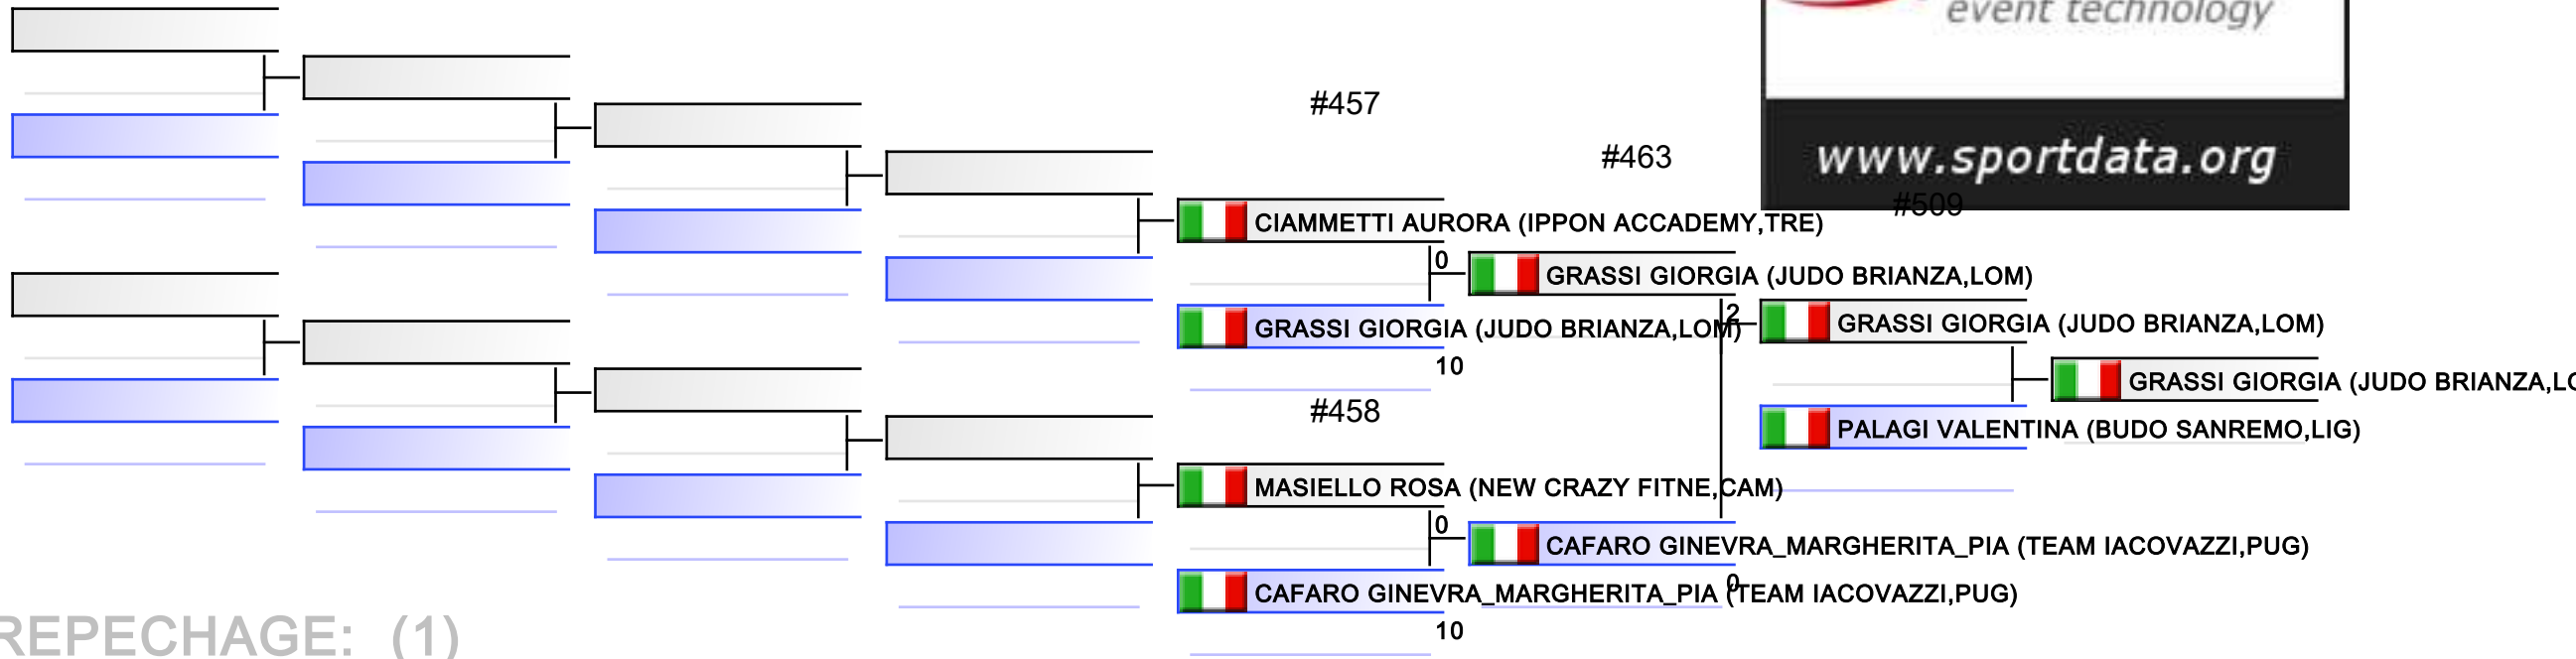 event technology
www.sportdata.org
#457
#463
#509
CIAMMETTI AURORA (IPPON ACCADEMY,TRE)
0
GRASSI GIORGIA (JUDO BRIANZA,LOM)
GRASSI GIORGIA (JUDO BRIANZA,LOM)
10
2
GRASSI GIORGIA (JUDO BRIANZA,LOM)
GRASSI GIORGIA (JUDO BRIANZA,LO
PALAGI VALENTINA (BUDO SANREMO,LIG)
#458
MASIELLO ROSA (NEW CRAZY FITNE,CAM)
0
CAFARO GINEVRA_MARGHERITA_PIA (TEAM IACOVAZZI,PUG)
0
CAFARO GINEVRA_MARGHERITA_PIA (TEAM IACOVAZZI,PUG)
10
REPECHAGE: (1)